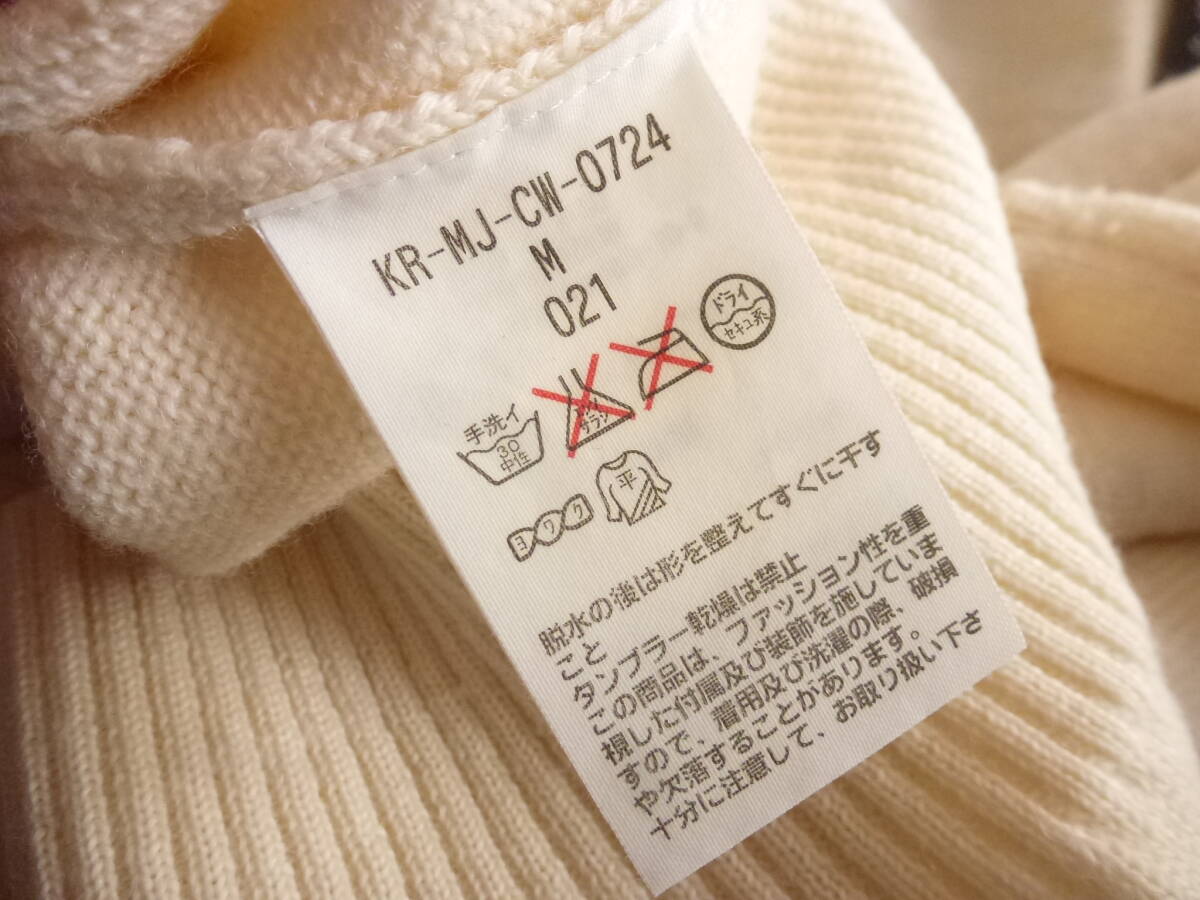 KR-MJ-CW-0724
M
021
手洗イ
30
中性
エンソ
サラシ
ドライ
セキユ系
ヨワク
平
脱水の後は形を整えてすぐに干す
こと
タンブラー乾燥は禁止
この商品は、ファッション性を重
視した付属及び装飾を施していま
すので、着用及び洗濯の際、破損
や欠落することがあります。
十分に注意して、お取り扱い下さ